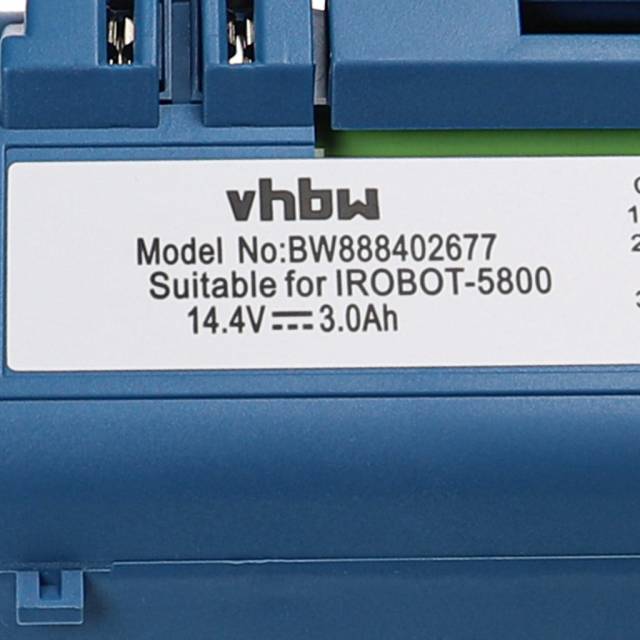 vhbw
Model No:BW888402677
Suitable for IROBOT-5800
14.4V⎓3.0Ah